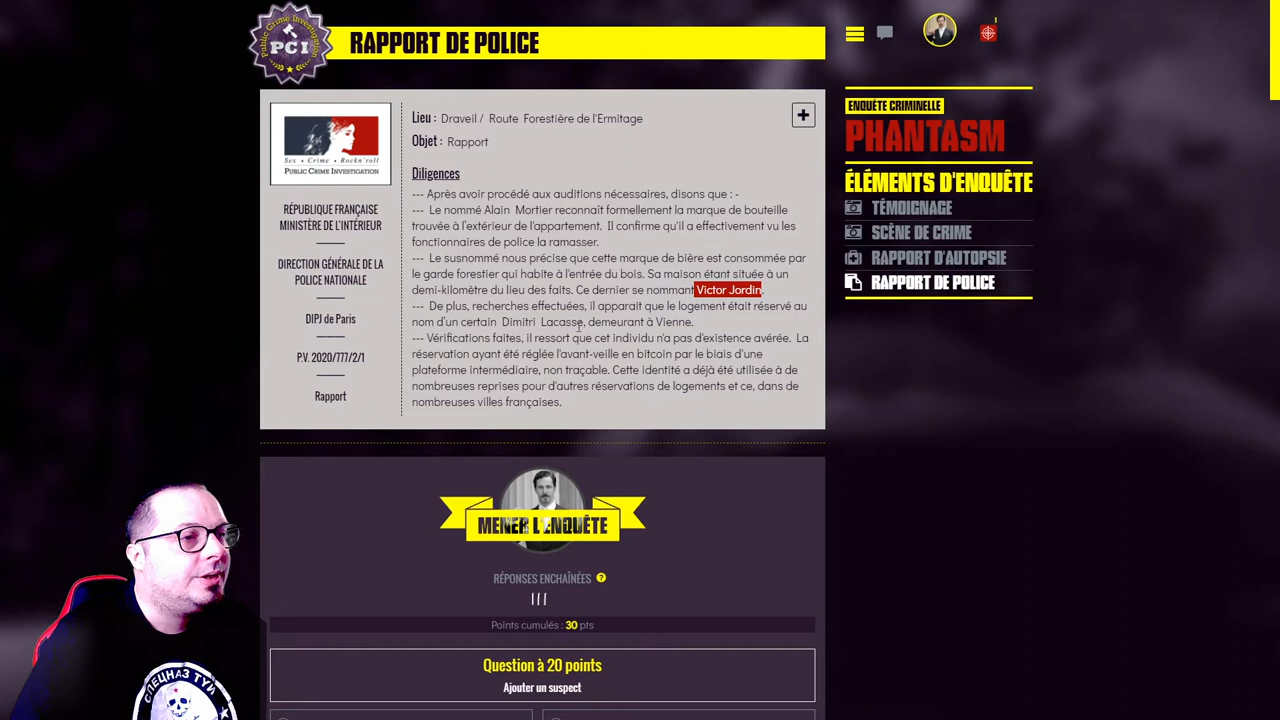 Public Crime Investigation
PCI
RAPPORT DE POLICE
1
Ses • Crime • Rockn'roll
PUBLIC CRIME INVESTIGATION
RÉPUBLIQUE FRANÇAISE
MINISTÈRE DE L'INTÉRIEUR
DIRECTION GÉNÉRALE DE LA
POLICE NATIONALE
DIPJ de Paris
P.V. 2020/777/2/1
Rapport
Lieu : Draveil / Route Forestière de l'Ermitage
Objet : Rapport
Diligences
--- Après avoir procédé aux auditions nécessaires, disons que : -
--- Le nommé Alain Mortier reconnaît formellement la marque de bouteille
trouvée à l'extérieur de l'appartement. Il confirme qu'il a effectivement vu les
fonctionnaires de police la ramasser.
--- Le susnommé nous précise que cette marque de bière est consommée par
le garde forestier qui habite à l'entrée du bois. Sa maison étant située à un
demi-kilomètre du lieu des faits. Ce dernier se nommant Victor Jordin.
--- De plus, recherches effectuées, il apparait que le logement était réservé au
nom d'un certain Dimitri Lacasse, demeurant à Vienne.
--- Vérifications faites, il ressort que cet individu n'a pas d'existence avérée. La
réservation ayant été réglée l'avant-veille en bitcoin par le biais d'une
plateforme intermédiaire, non traçable. Cette identité a déjà été utilisée à de
nombreuses reprises pour d'autres réservations de logements et ce, dans de
nombreuses villes françaises.
ENQUÊTE CRIMINELLE
PHANTASM
ÉLÉMENTS D'ENQUÊTE
TÉMOIGNAGE
SCÈNE DE CRIME
RAPPORT D'AUTOPSIE
RAPPORT DE POLICE
MENER L'ENQUÊTE
RÉPONSES ENCHAÎNÉES ?
Points cumulés : 30 pts
Question à 20 points
Ajouter un suspect
СПЕЦНАЗ ТУЙ